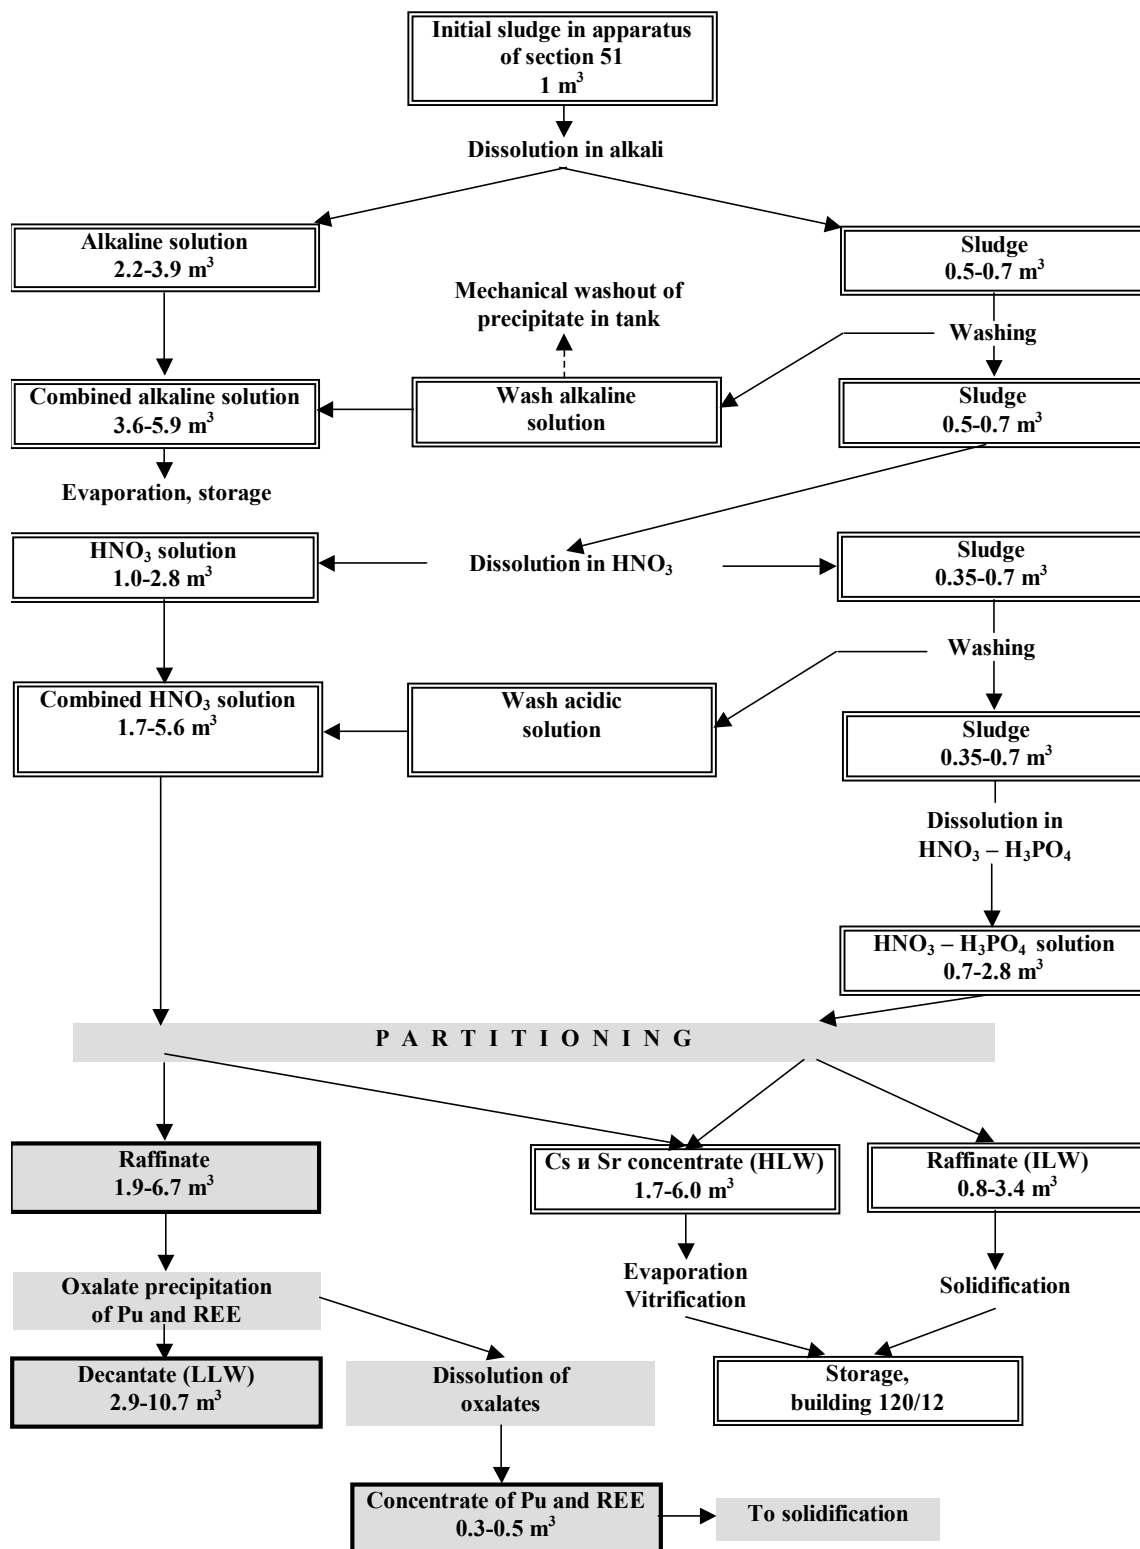 Initial sludge in apparatus
of section 51
1 m³
Dissolution in alkali
Alkaline solution
2.2-3.9 m³
Sludge
0.5-0.7 m³
Mechanical washout of
precipitate in tank
Washing
Combined alkaline solution
3.6-5.9 m³
Wash alkaline
solution
Sludge
0.5-0.7 m³
Evaporation, storage
HNO₃ solution
1.0-2.8 m³
Dissolution in HNO₃
Sludge
0.35-0.7 m³
Washing
Combined HNO₃ solution
1.7-5.6 m³
Wash acidic
solution
Sludge
0.35-0.7 m³
Dissolution in
HNO₃ – H₃PO₄
HNO₃ – H₃PO₄ solution
0.7-2.8 m³
P A R T I T I O N I N G
Raffinate
1.9-6.7 m³
Cs и Sr concentrate (HLW)
1.7-6.0 m³
Raffinate (ILW)
0.8-3.4 m³
Evaporation
Vitrification
Solidification
Oxalate precipitation
of Pu and REE
Decantate (LLW)
2.9-10.7 m³
Dissolution of
oxalates
Storage,
building 120/12
Concentrate of Pu and REE
0.3-0.5 m³
To solidification